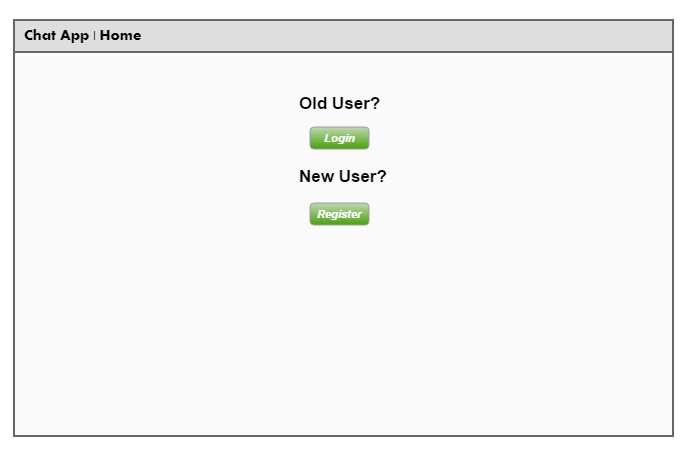 Chat App | Home
Old User?
Login
New User?
Register